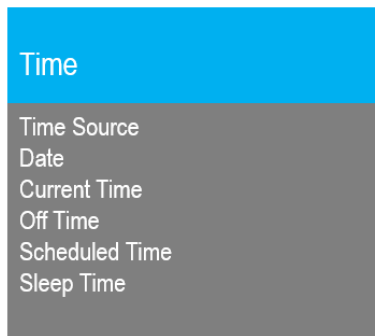 Time
Time Source
Date
Current Time
Off Time
Scheduled Time
Sleep Time